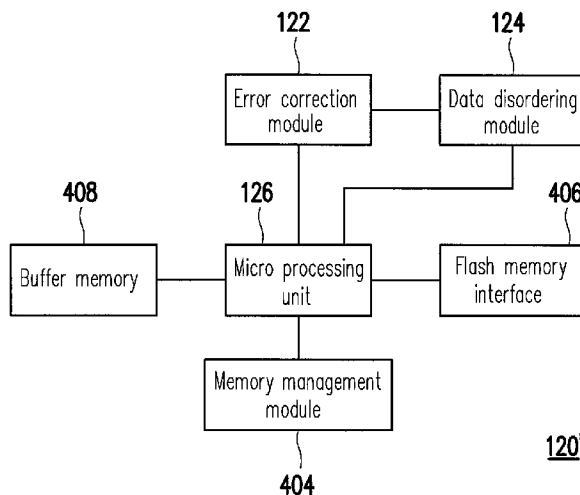 122
124
Error correction
module
Data disordering
module
408
126
406
Buffer memory
Micro processing
unit
Flash memory
interface
Memory management
module
404
120'